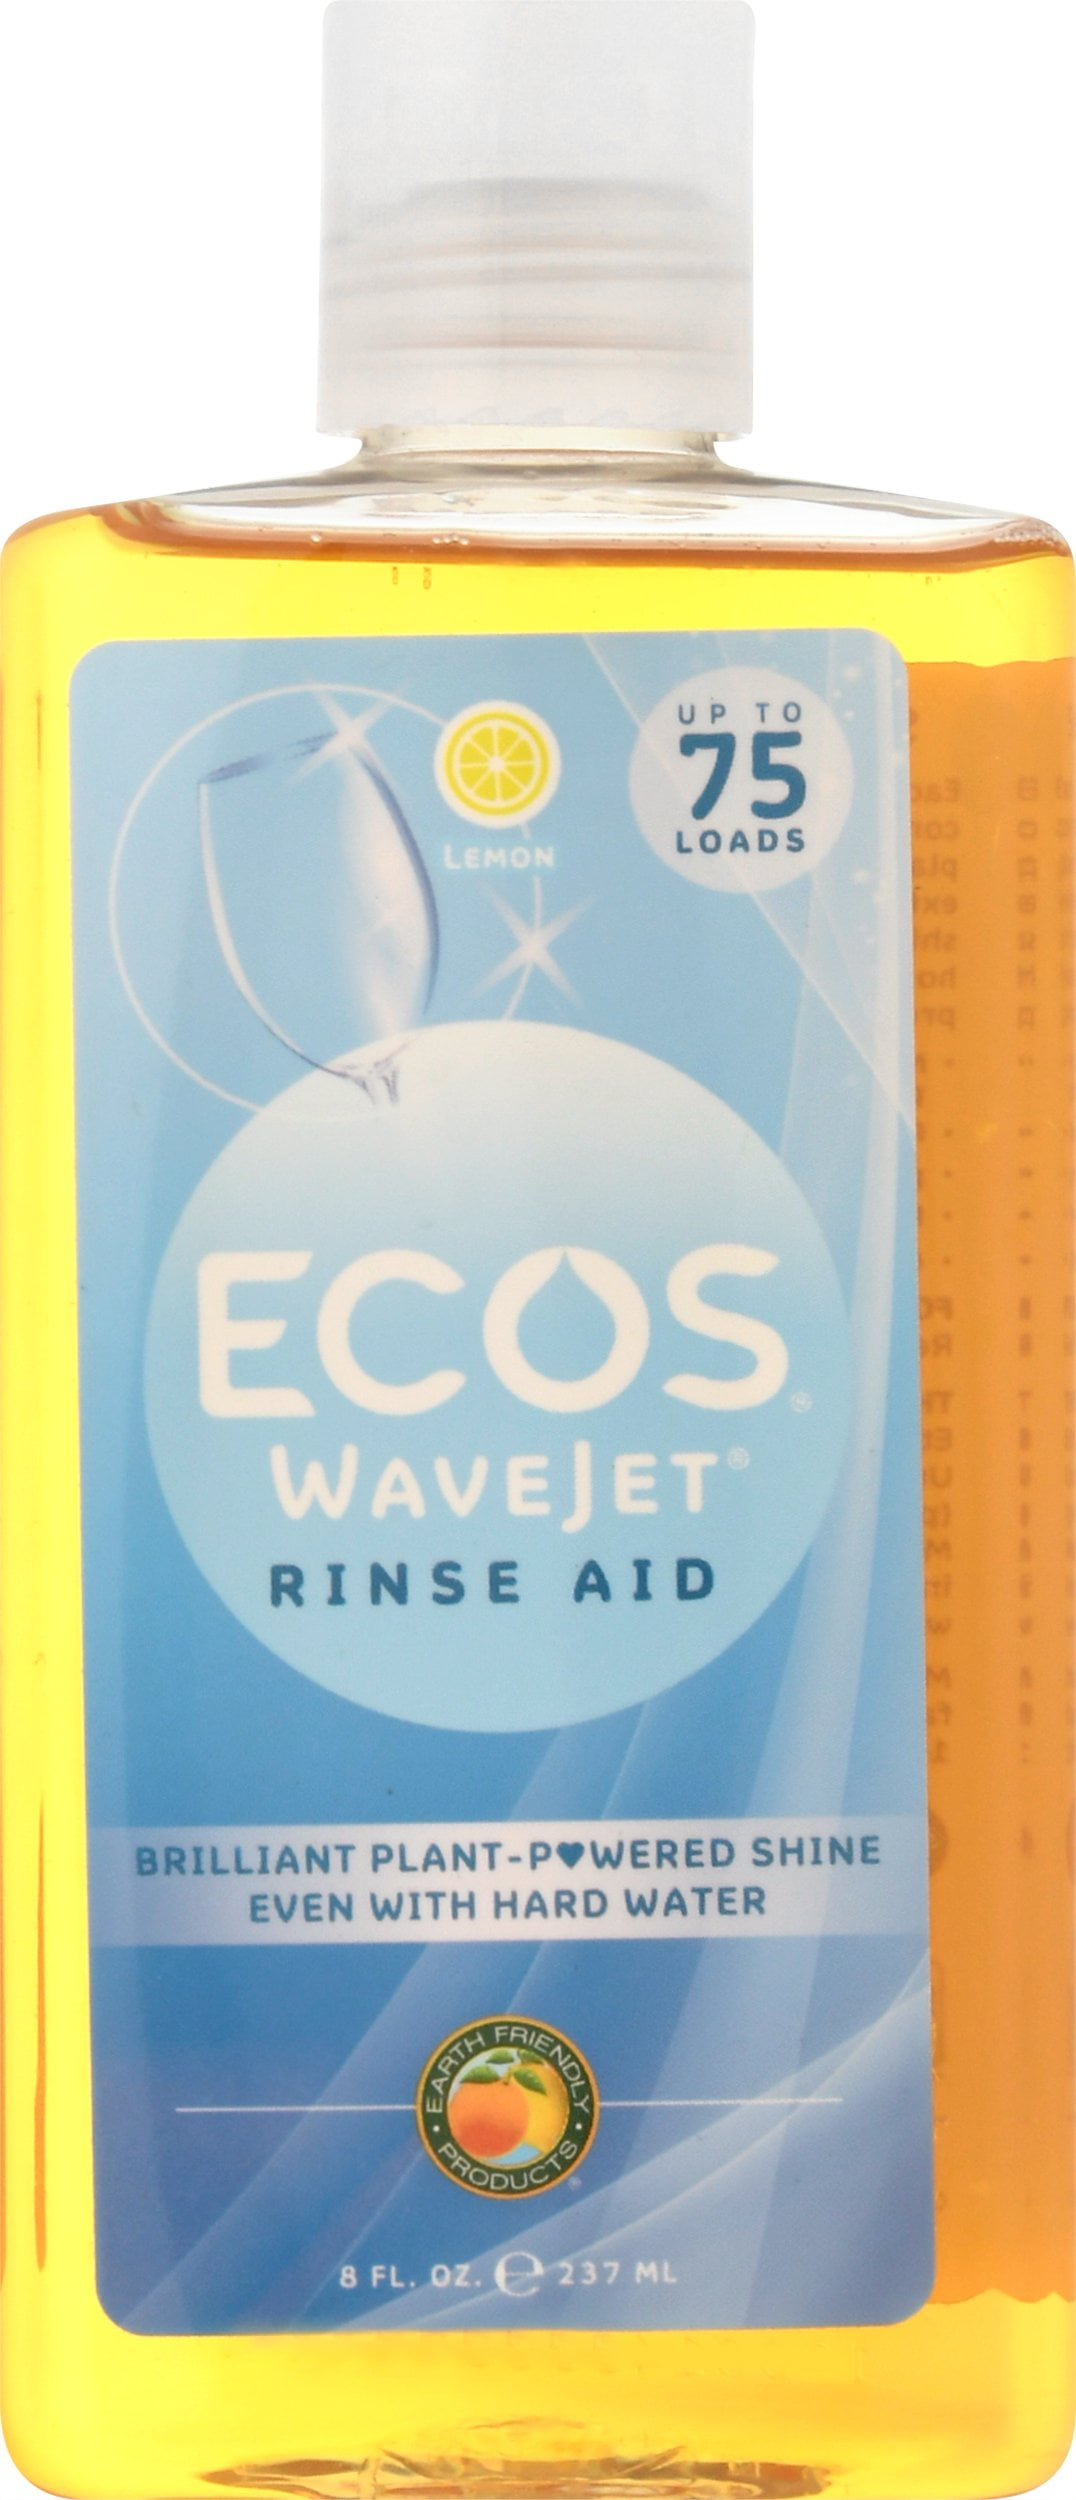 UP TO
75
LOADS
LEMON
ECOS®
WAVEJET®
RINSE AID
BRILLIANT PLANT-P♥WERED SHINE
EVEN WITH HARD WATER
EARTH FRIENDLY
PRODUCTS®
8 FL. OZ. ℮ 237 ML